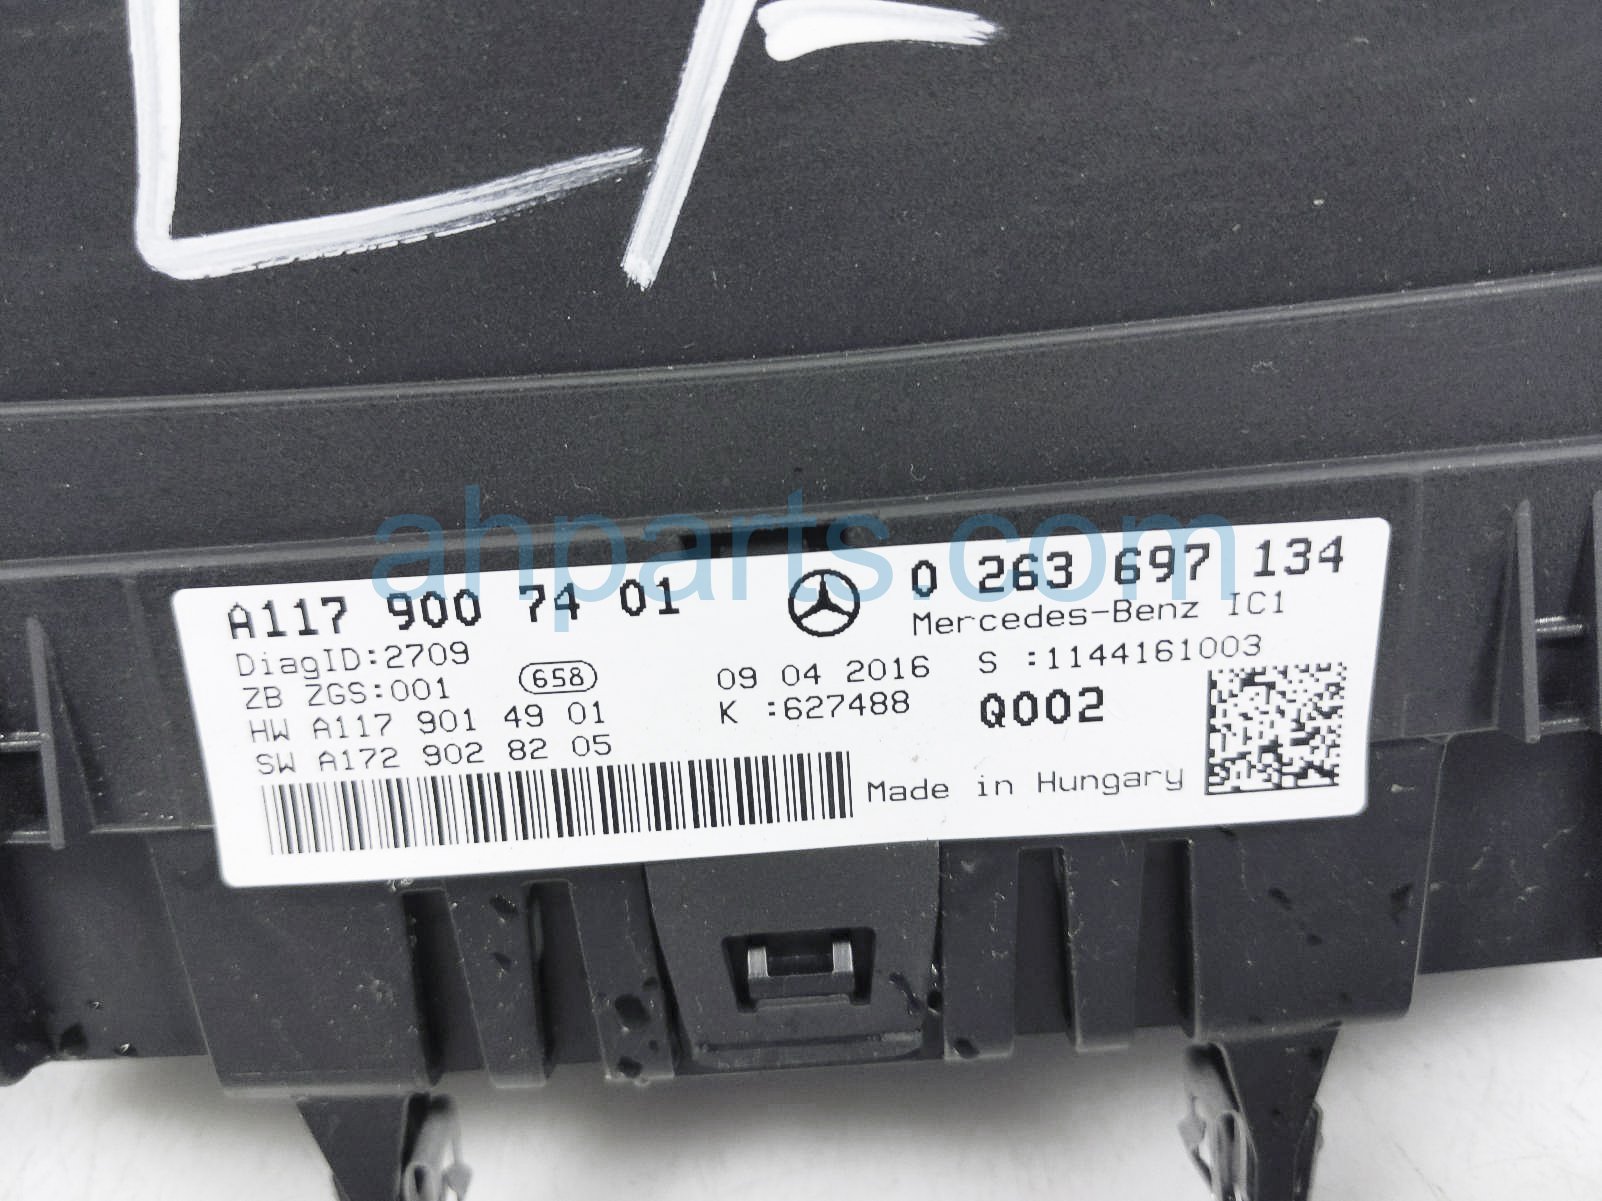 ahparts.com
A117 900 74 01
0 263 697 134
Mercedes-Benz IC1
DiagID:2709
ZB ZGS:001
658
09 04 2016
S :1144161003
HW A117 901 49 01
K :627488
Q002
SW A172 902 82 05
Made in Hungary